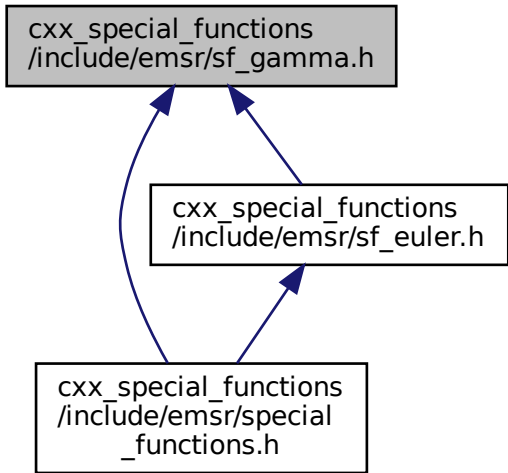 cxx_special_functions
/include/emsr/sf_gamma.h
cxx_special_functions
/include/emsr/sf_euler.h
cxx_special_functions
/include/emsr/special
_functions.h